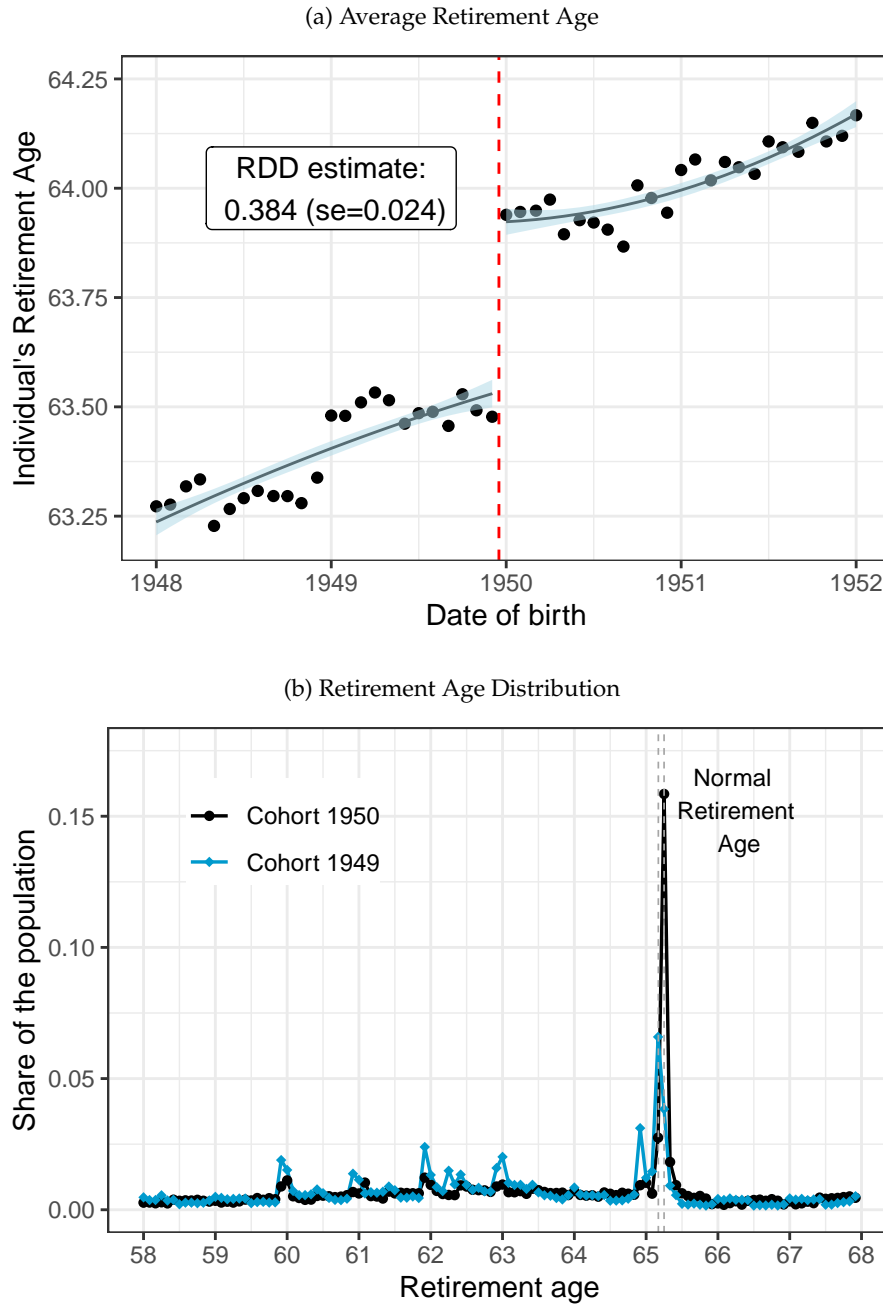 (a) Average Retirement Age
64.25
64.00
63.75
63.50
63.25
Individual's Retirement Age
RDD estimate:
0.384 (se=0.024)
1948 1949 1950 1951 1952
Date of birth
(b) Retirement Age Distribution
0.15
0.10
0.05
0.00
Share of the population
Cohort 1950
Cohort 1949
Normal
Retirement
Age
58 59 60 61 62 63 64 65 66 67 68
Retirement age